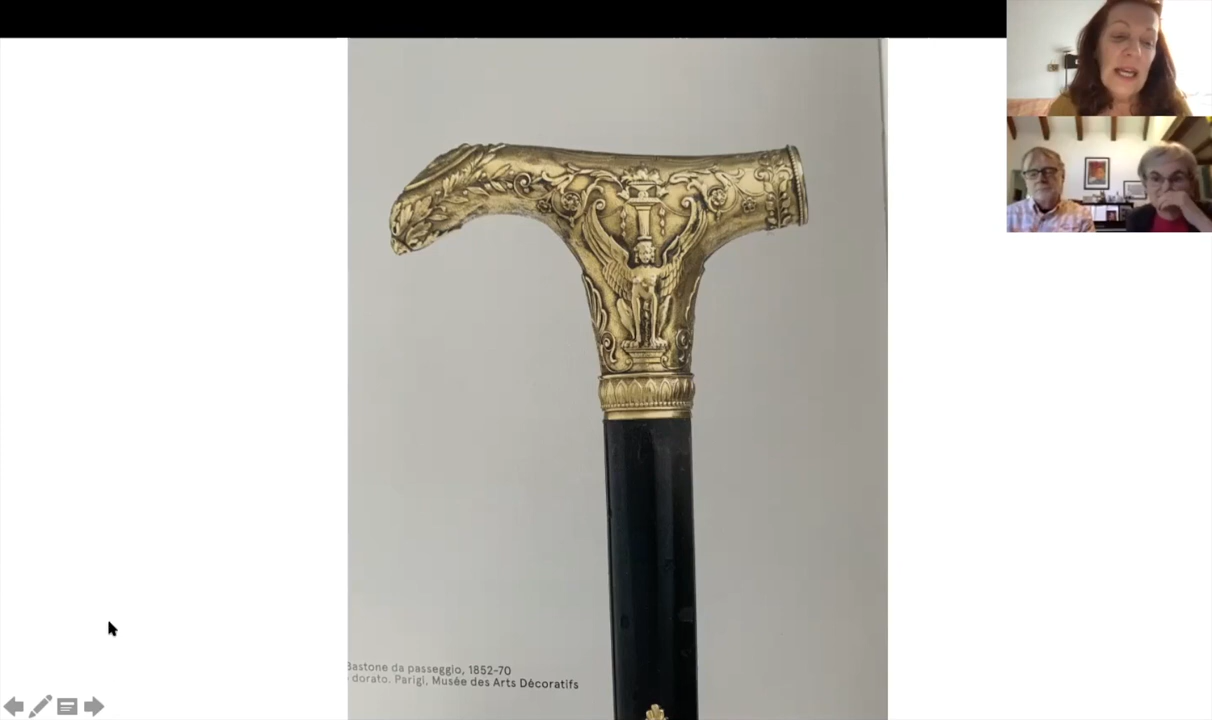 Bastone da passeggio, 1852-70
dorato. Parigi, Musée des Arts Décoratifs